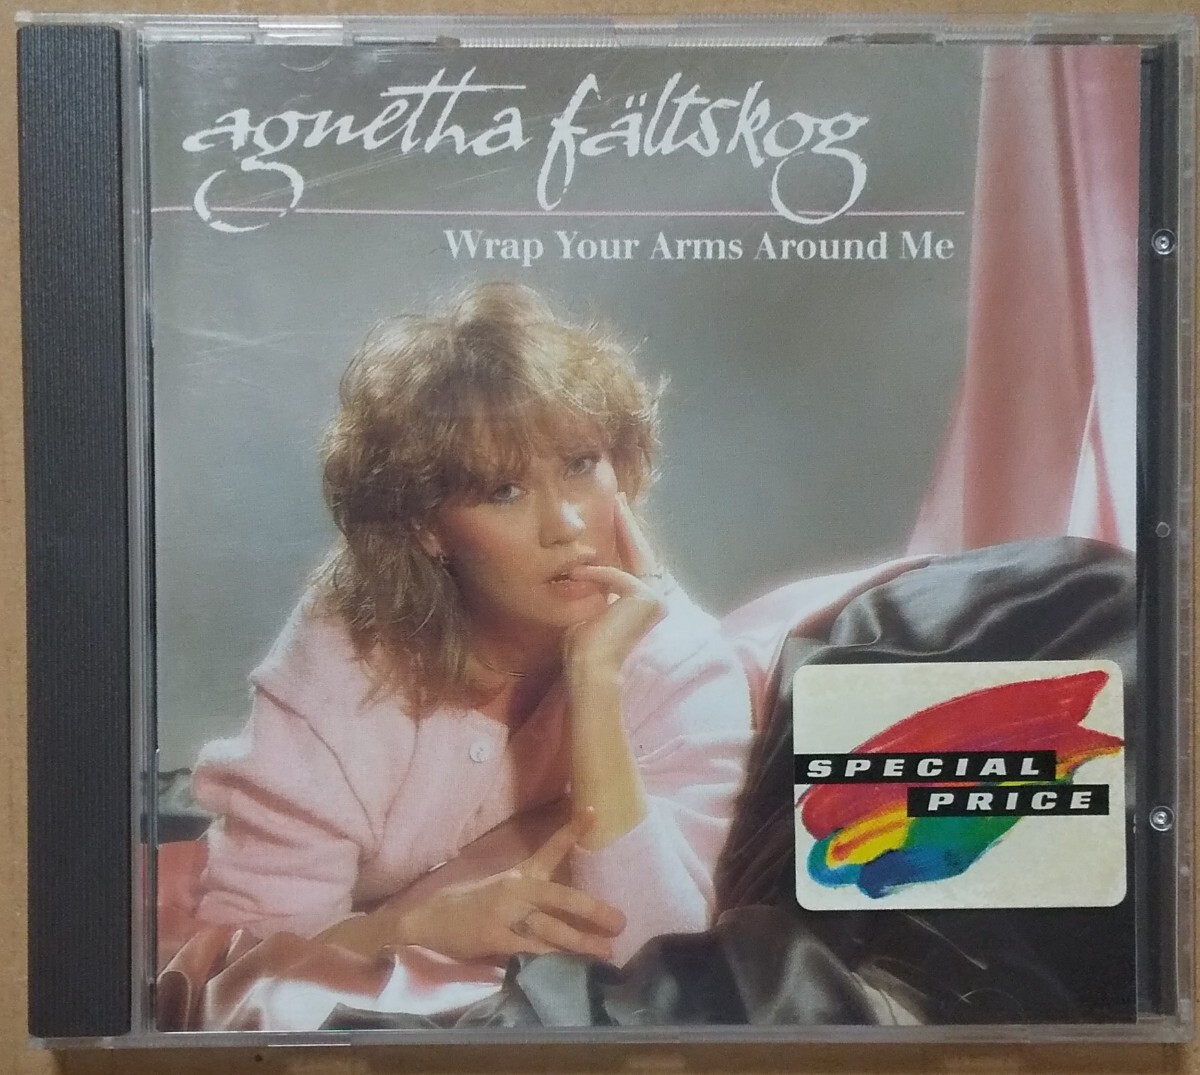 agnetha fältskog
Wrap Your Arms Around Me
SPECIAL
PRICE